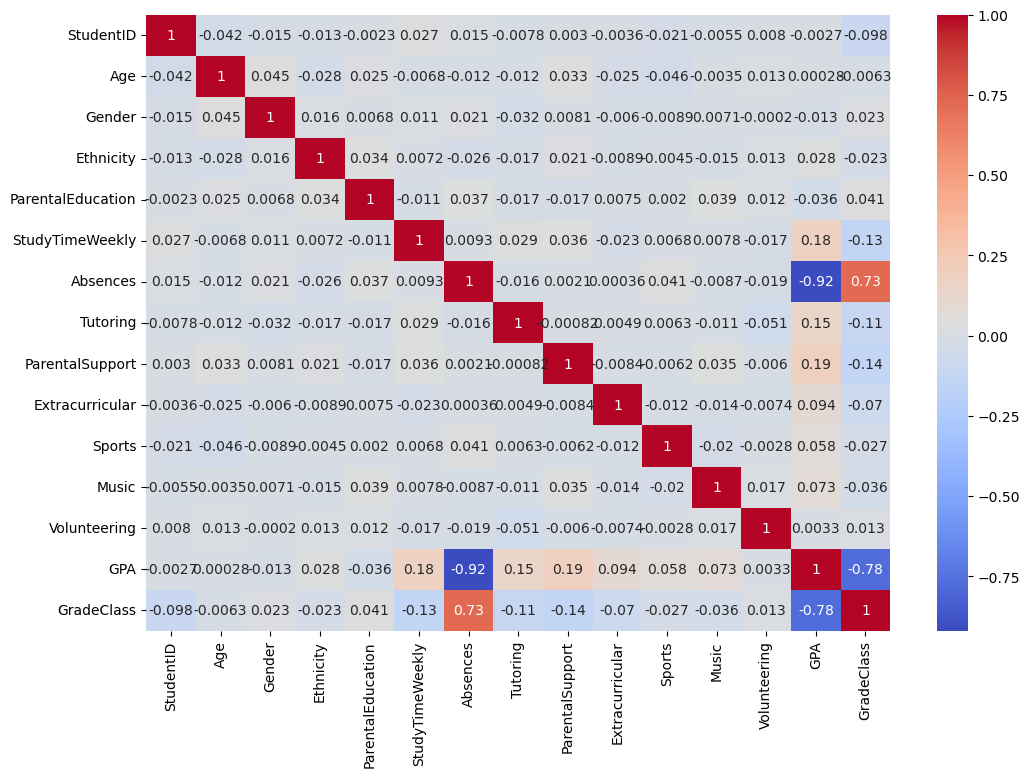 StudentID 1 -0.042 -0.015 -0.013 -0.0023 0.027 0.015 -0.0078 0.003 -0.0036 -0.021 -0.0055 0.008 -0.0027 -0.098
Age -0.042 1 0.045 -0.028 0.025 -0.0068 -0.012 -0.012 0.033 -0.025 -0.046 -0.0035 0.013 0.00028 -0.0063
Gender -0.015 0.045 1 0.016 0.0068 0.011 0.021 -0.032 0.0081 -0.006 -0.0089 0.0071 -0.0002 -0.013 0.023
Ethnicity -0.013 -0.028 0.016 1 0.034 0.0072 -0.026 -0.017 0.021 -0.0089 -0.0045 -0.015 0.013 0.028 -0.023
ParentalEducation -0.0023 0.025 0.0068 0.034 1 -0.011 0.037 -0.017 -0.017 0.0075 0.002 0.039 0.012 -0.036 0.041
StudyTimeWeekly 0.027 -0.0068 0.011 0.0072 -0.011 1 0.0093 0.029 0.036 -0.023 0.0068 0.0078 -0.017 0.18 -0.13
Absences 0.015 -0.012 0.021 -0.026 0.037 0.0093 1 -0.016 0.0021 0.00036 0.041 -0.0087 -0.019 -0.92 0.73
Tutoring -0.0078 -0.012 -0.032 -0.017 -0.017 0.029 -0.016 1 -0.00082 0.0049 0.0063 -0.011 -0.051 0.15 -0.11
ParentalSupport 0.003 0.033 0.0081 0.021 -0.017 0.036 0.0021 -0.00082 1 -0.0084 -0.0062 0.035 -0.006 0.19 -0.14
Extracurricular -0.0036 -0.025 -0.006 -0.0089 0.0075 -0.023 0.00036 0.0049 -0.0084 1 -0.012 -0.014 -0.0074 0.094 -0.07
Sports -0.021 -0.046 -0.0089 -0.0045 0.002 0.0068 0.041 0.0063 -0.0062 -0.012 1 -0.02 -0.0028 0.058 -0.027
Music -0.0055 -0.0035 0.0071 -0.015 0.039 0.0078 -0.0087 -0.011 0.035 -0.014 -0.02 1 0.017 0.073 -0.036
Volunteering 0.008 0.013 -0.0002 0.013 0.012 -0.017 -0.019 -0.051 -0.006 -0.0074 -0.0028 0.017 1 0.0033 0.013
GPA -0.0027 0.00028 -0.013 0.028 -0.036 0.18 -0.92 0.15 0.19 0.094 0.058 0.073 0.0033 1 -0.78
GradeClass -0.098 -0.0063 0.023 -0.023 0.041 -0.13 0.73 -0.11 -0.14 -0.07 -0.027 -0.036 0.013 -0.78 1
StudentID
Age
Gender
Ethnicity
ParentalEducation
StudyTimeWeekly
Absences
Tutoring
ParentalSupport
Extracurricular
Sports
Music
Volunteering
GPA
GradeClass
1.00
0.75
0.50
0.25
0.00
−0.25
−0.50
−0.75